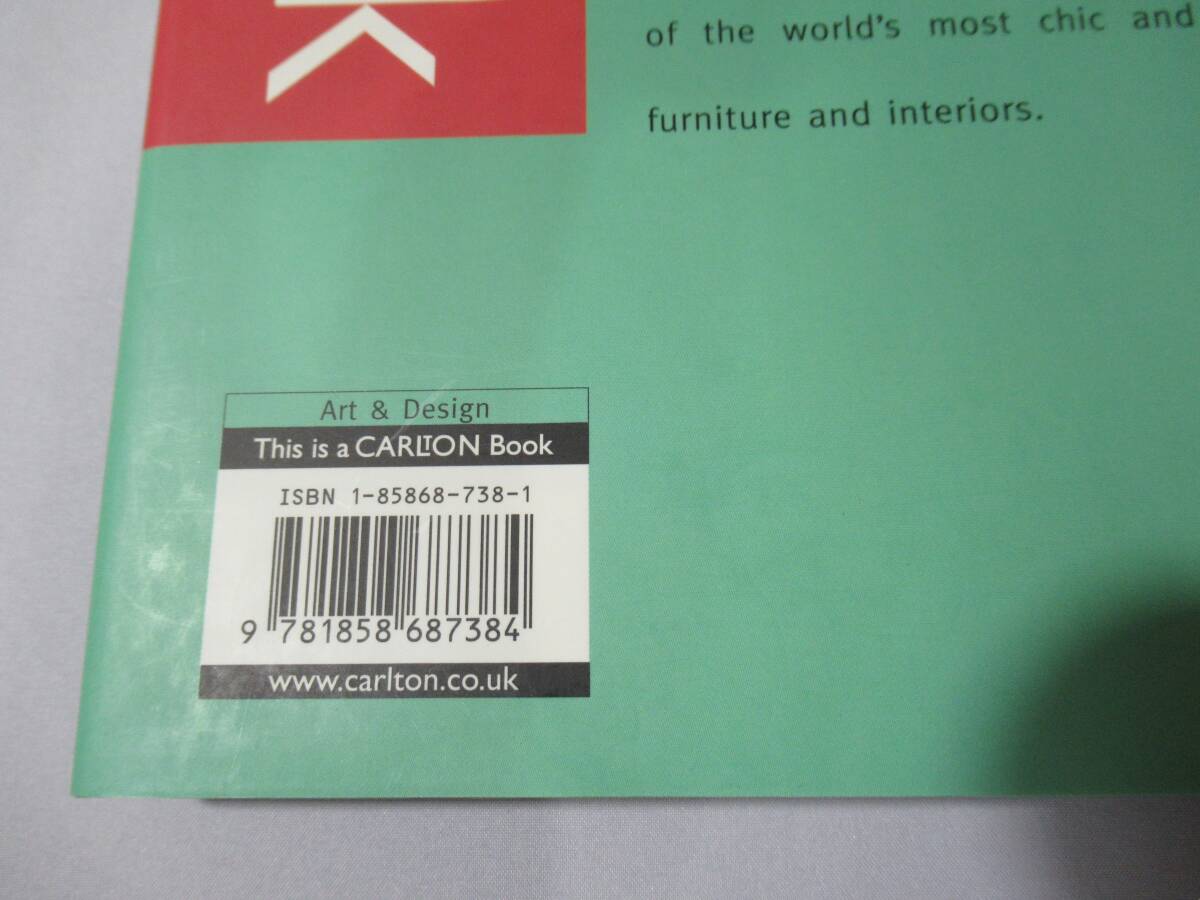 k
of the world's most chic and
furniture and interiors.
Art & Design
This is a CARLTON Book
ISBN 1-85868-738-1
9 781858 687384
www.carlton.co.uk